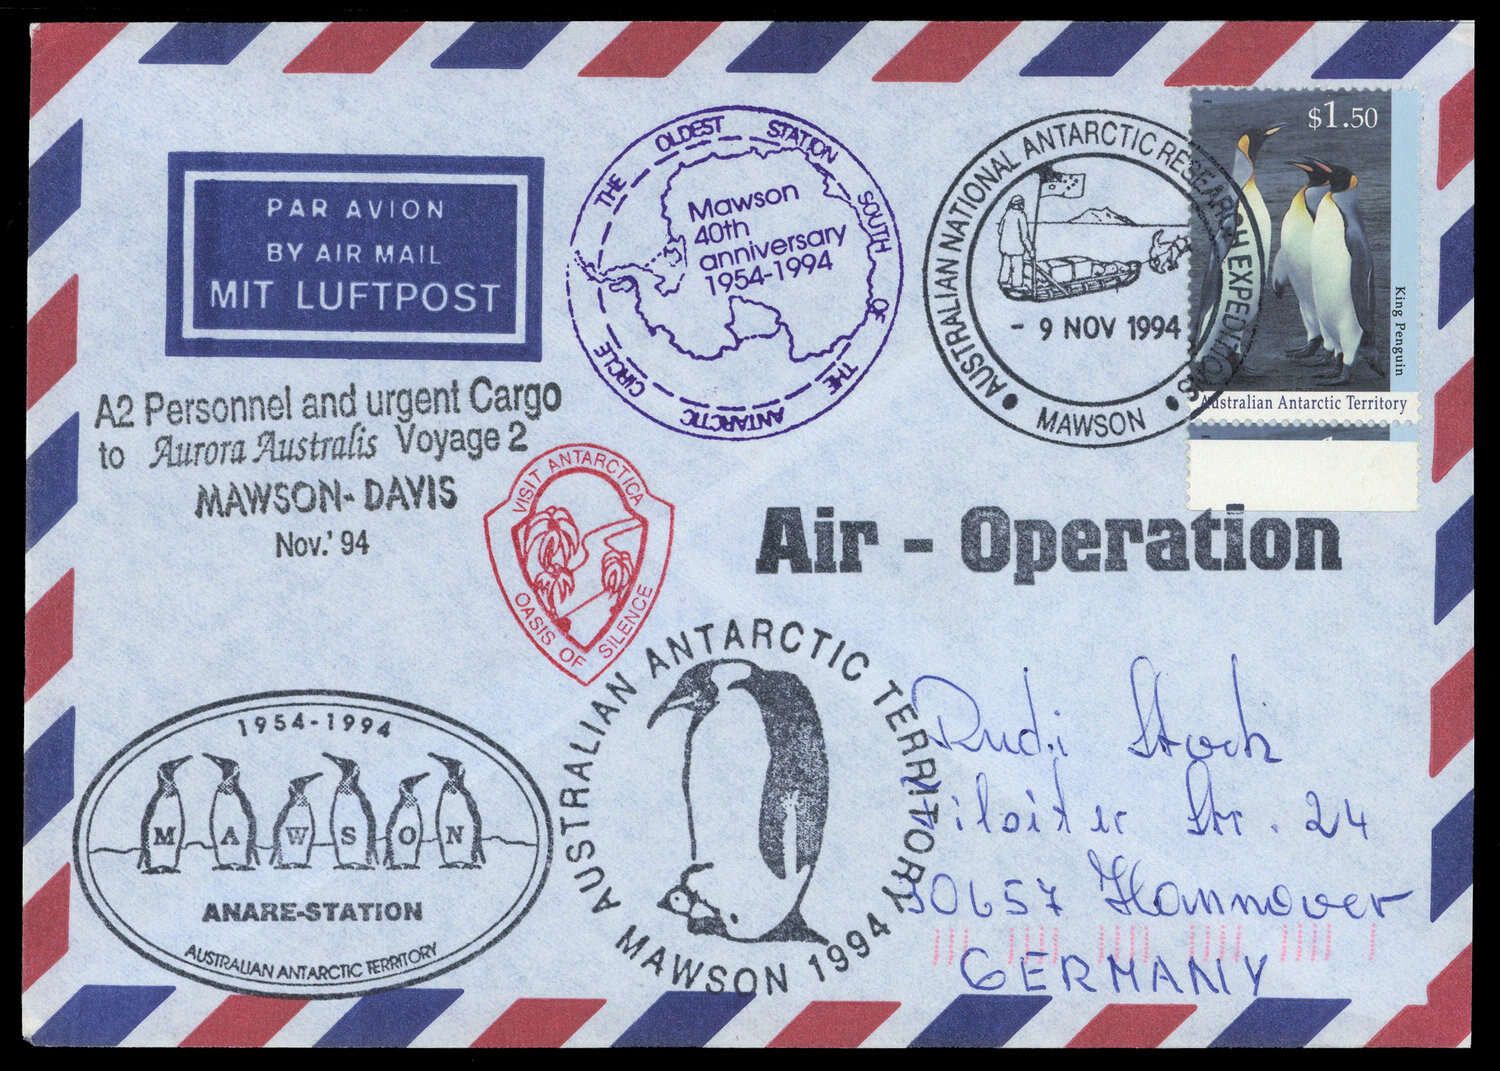 PAR AVION
BY AIR MAIL
MIT LUFTPOST
THE OLDEST STATION SOUTH OF THE ANTARCTIC CIRCLE
Mawson
40th
anniversary
1954-1994
AUSTRALIAN NATIONAL ANTARCTIC RESEARCH EXPEDITIONS
- 9 NOV 1994
MAWSON
$1.50
King Penguin
Australian Antarctic Territory
A2 Personnel and urgent Cargo
to Aurora Australis Voyage 2
MAWSON- DAVIS
Nov.' 94
VISIT ANTARCTICA
OASIS OF SILENCE
Air - Operation
AUSTRALIAN ANTARCTIC TERRITORY
MAWSON 1994
1954-1994
MAWSON
ANARE-STATION
AUSTRALIAN ANTARCTIC TERRITORY
Rudi
Str. 24
30657 Hannover
GERMANY